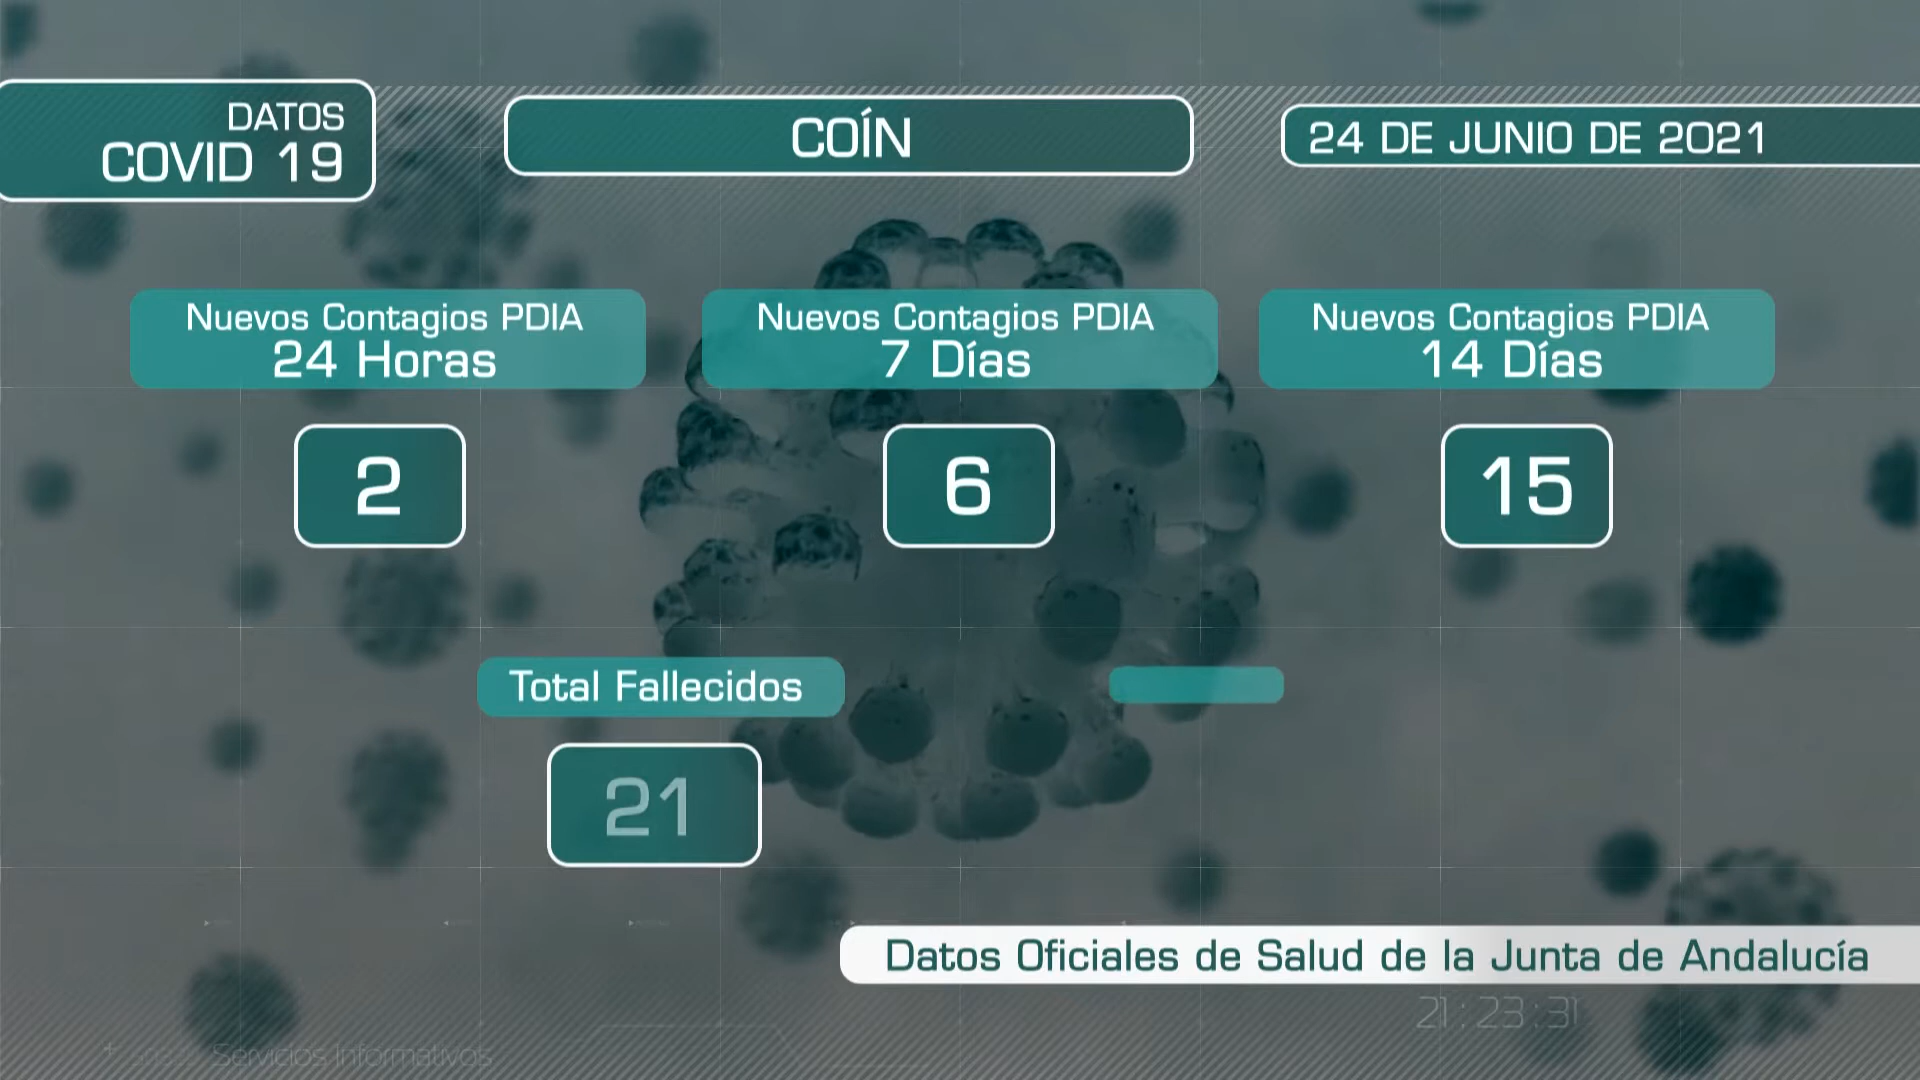 DATOS
COVID 19
COÍN
24 DE JUNIO DE 2021
Nuevos Contagios PDIA
24 Horas
Nuevos Contagios PDIA
7 Días
Nuevos Contagios PDIA
14 Días
2
6
15
Total Fallecidos
21
Datos Oficiales de Salud de la Junta de Andalucía
21:23:31
Servicios Informativos